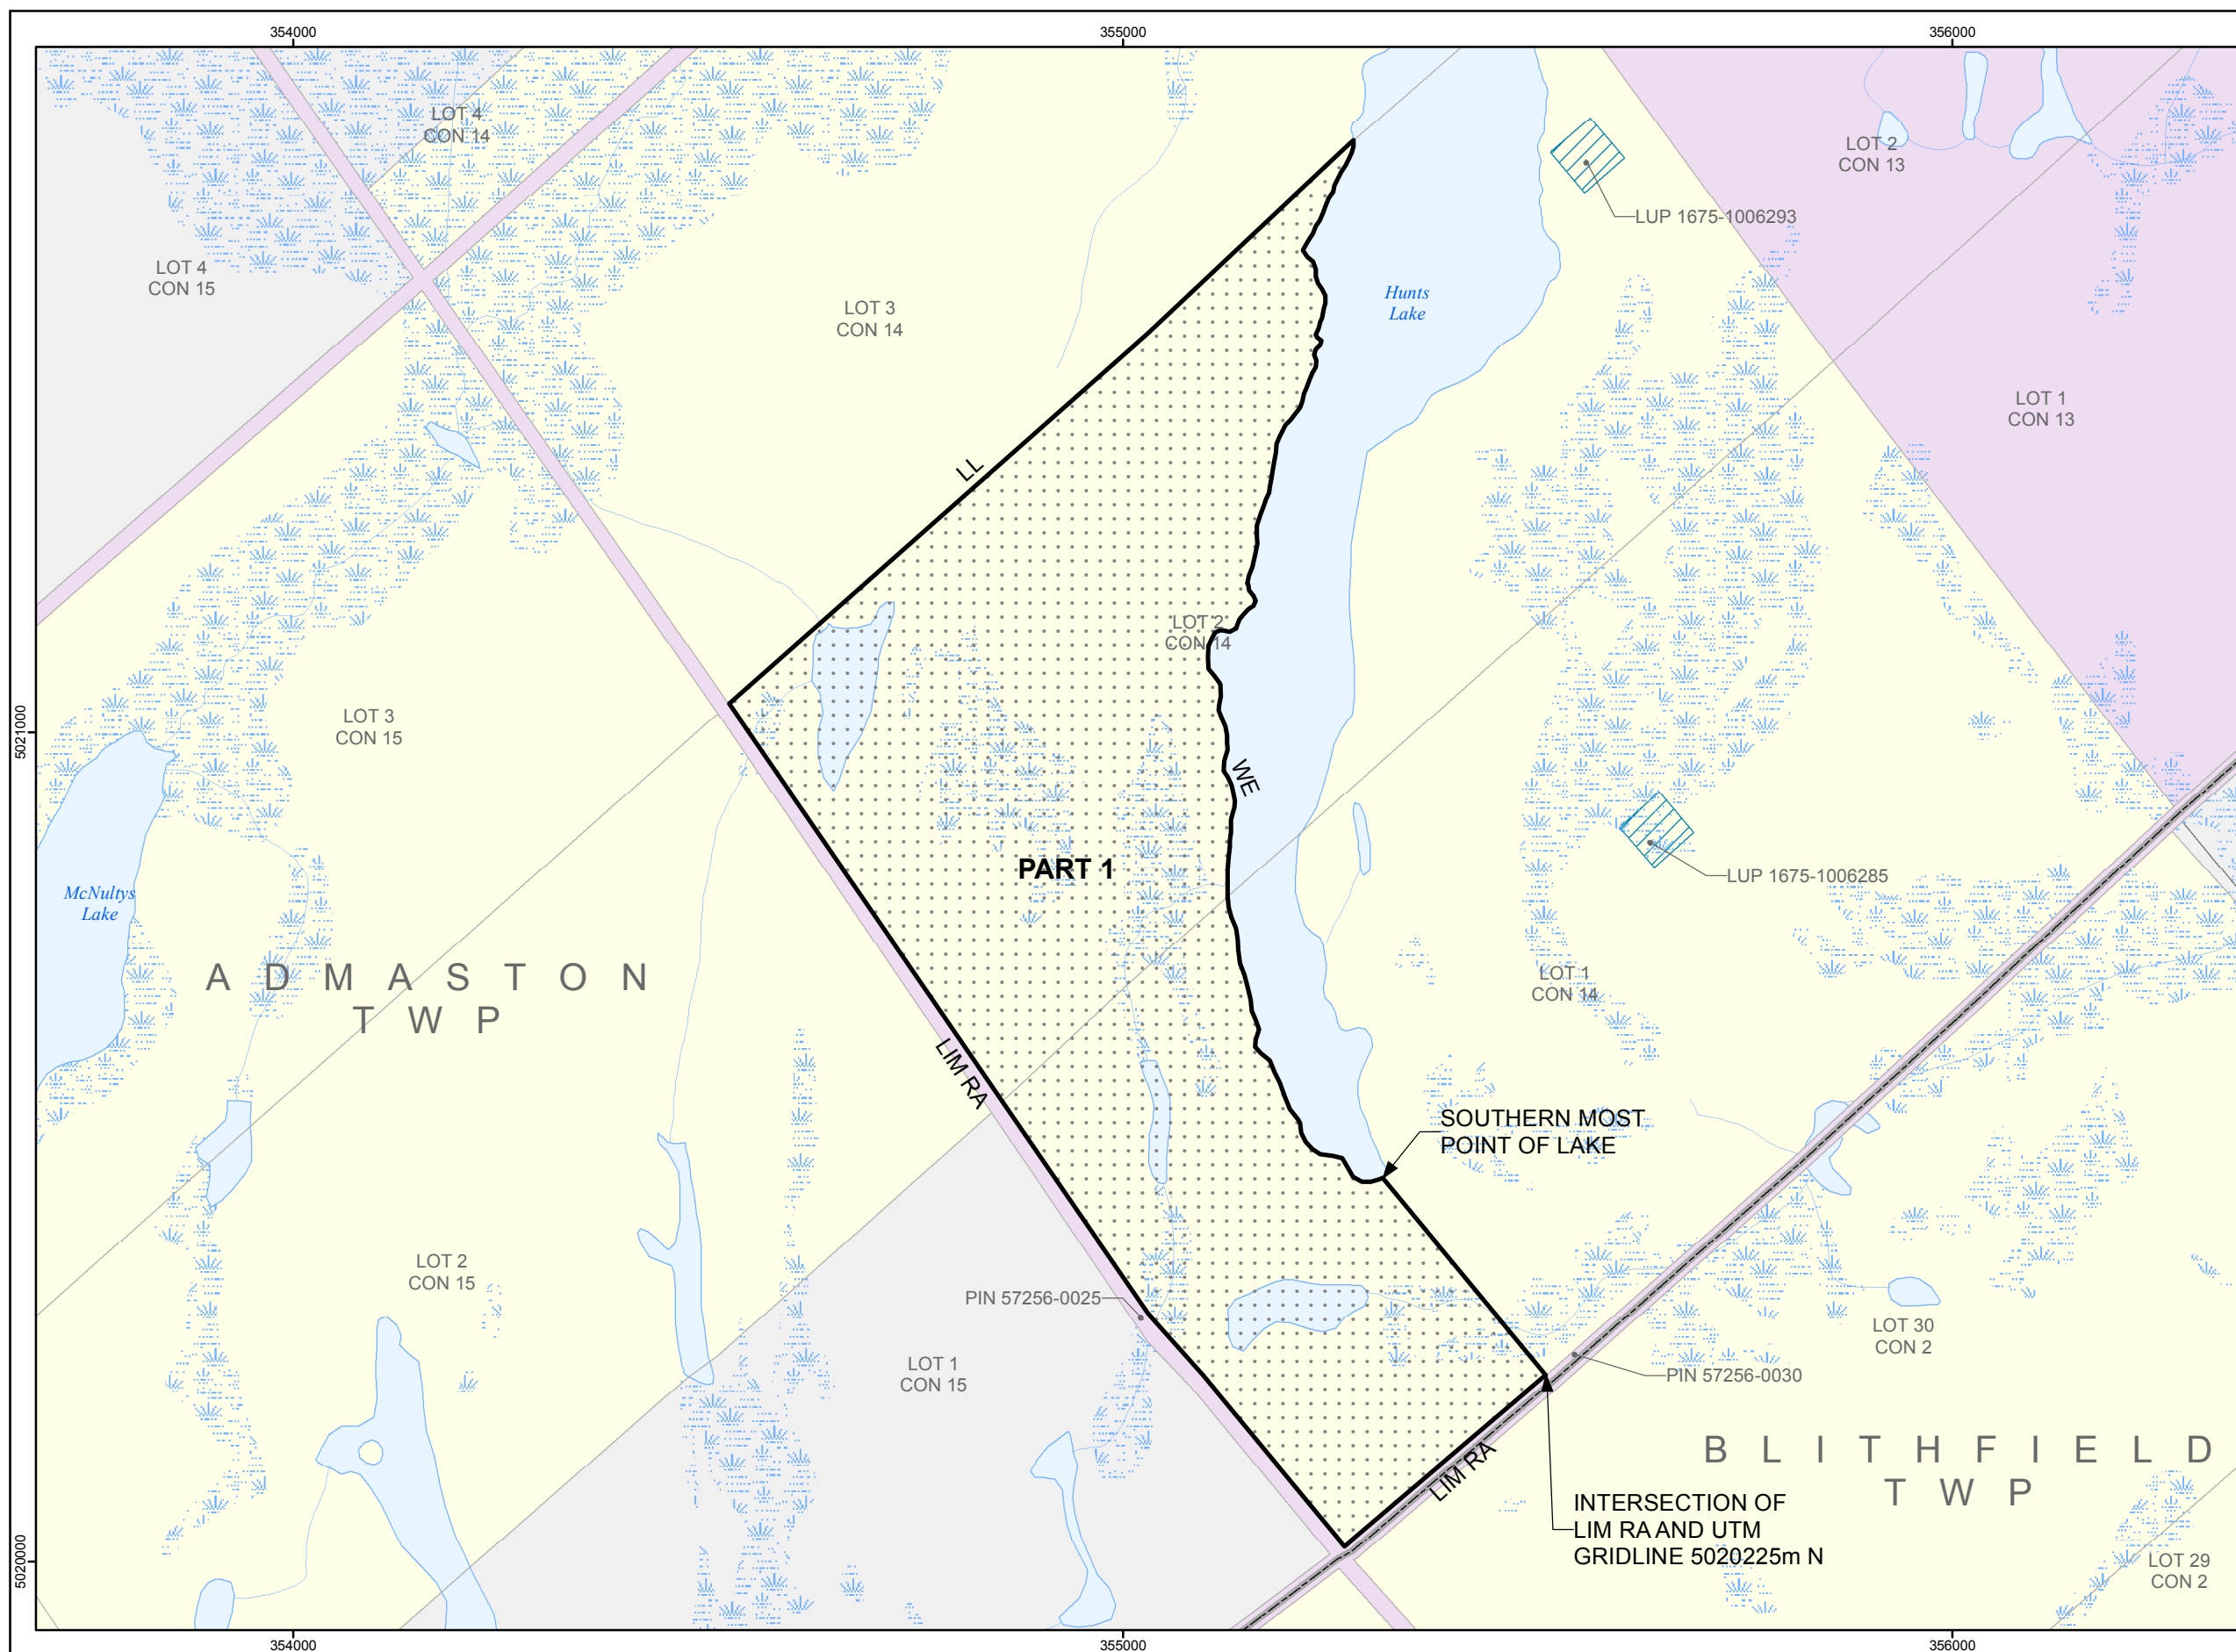 354000
355000
356000
LOT 4
CON 14
LOT 2
CON 13
LUP 1675-1006293
LOT 4
CON 15
Hunts
Lake
LOT 3
CON 14
LOT 1
CON 13
LL
LOT 2
CON 14
5021000
LOT 3
CON 15
WE
PART 1
LUP 1675-1006285
McNultys
Lake
ADMASTON
TWP
LOT 1
CON 14
LIM RA
SOUTHERN MOST
POINT OF LAKE
LOT 2
CON 15
PIN 57256-0025
LOT 30
CON 2
LOT 1
CON 15
PIN 57256-0030
BLITHFIELD
TWP
LIM RA
INTERSECTION OF
LIM RA AND UTM
GRIDLINE 5020225m N
5020000
LOT 29
CON 2
354000
355000
356000